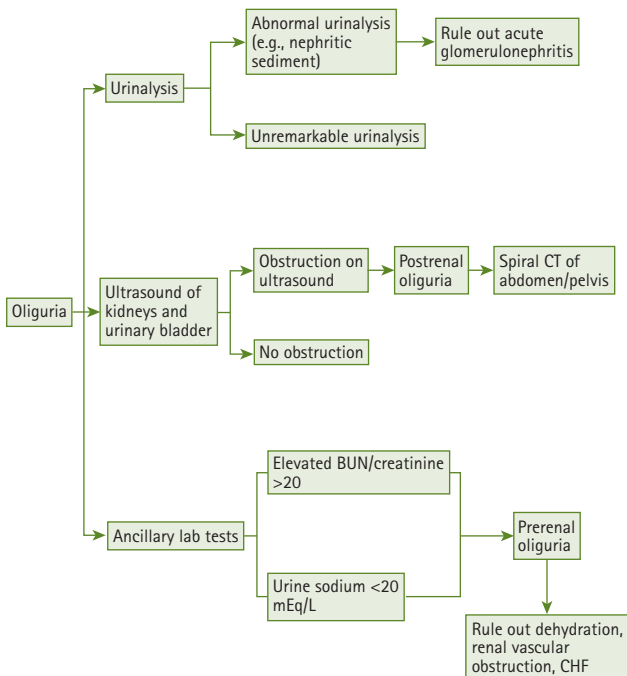 Oliguria
Urinalysis
Abnormal urinalysis
(e.g., nephritic
sediment)
Rule out acute
glomerulonephritis
Unremarkable urinalysis
Ultrasound of
kidneys and
urinary bladder
Obstruction on
ultrasound
Postrenal
oliguria
Spiral CT of
abdomen/pelvis
No obstruction
Ancillary lab tests
Elevated BUN/creatinine
>20
Urine sodium <20
mEq/L
Prerenal
oliguria
Rule out dehydration,
renal vascular
obstruction, CHF